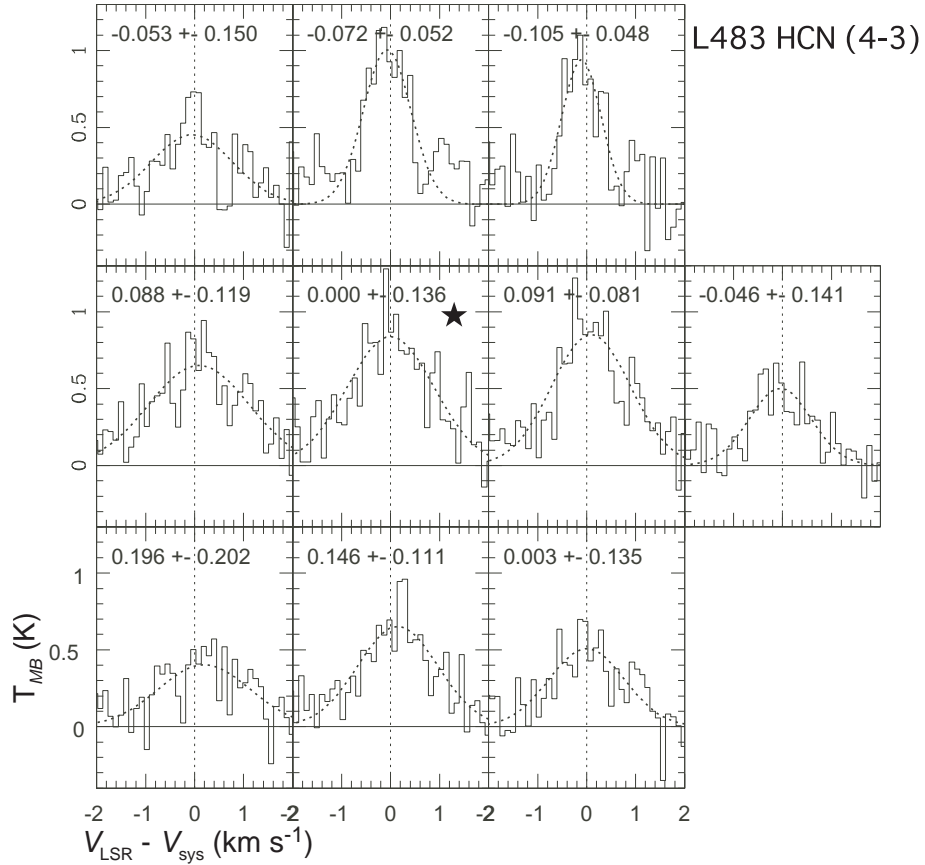 -0.053 +- 0.150 -0.072 +- 0.052 -0.105 +- 0.048 L483 HCN (4-3)
1
0.5
0
0.088 +- 0.119 0.000 +- 0.136 0.091 +- 0.081 -0.046 +- 0.141
1
0.5
0
0.196 +- 0.202 0.146 +- 0.111 0.003 +- 0.135
1
0.5
0
T_MB (K)
-2 -1 0 1 -2 -1 0 1 -2 -1 0 1 2
V_LSR - V_sys (km s^-1)